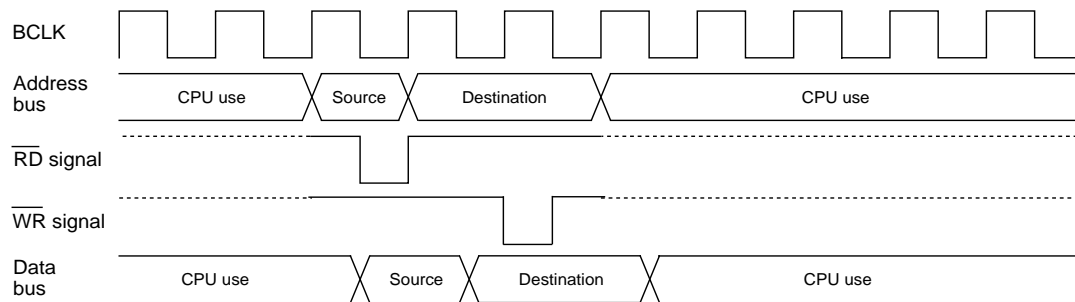 BCLK
Address
bus
CPU use
Source
Destination
CPU use
RD signal
WR signal
Data
bus
CPU use
Source
Destination
CPU use